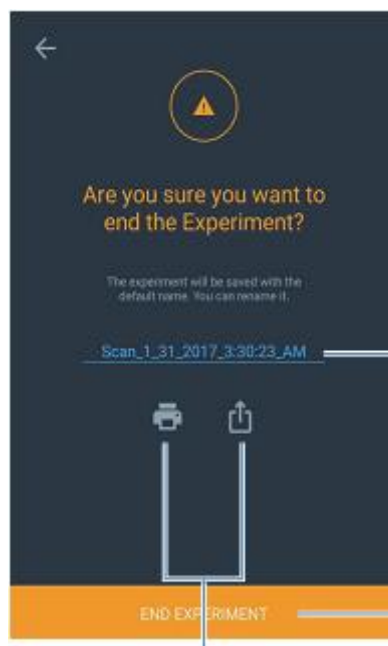 Are you sure you want to
end the Experiment?
The experiment will be saved with the
default name. You can rename it.
Scan_1_31_2017_3:30:23_AM
END EXPERIMENT